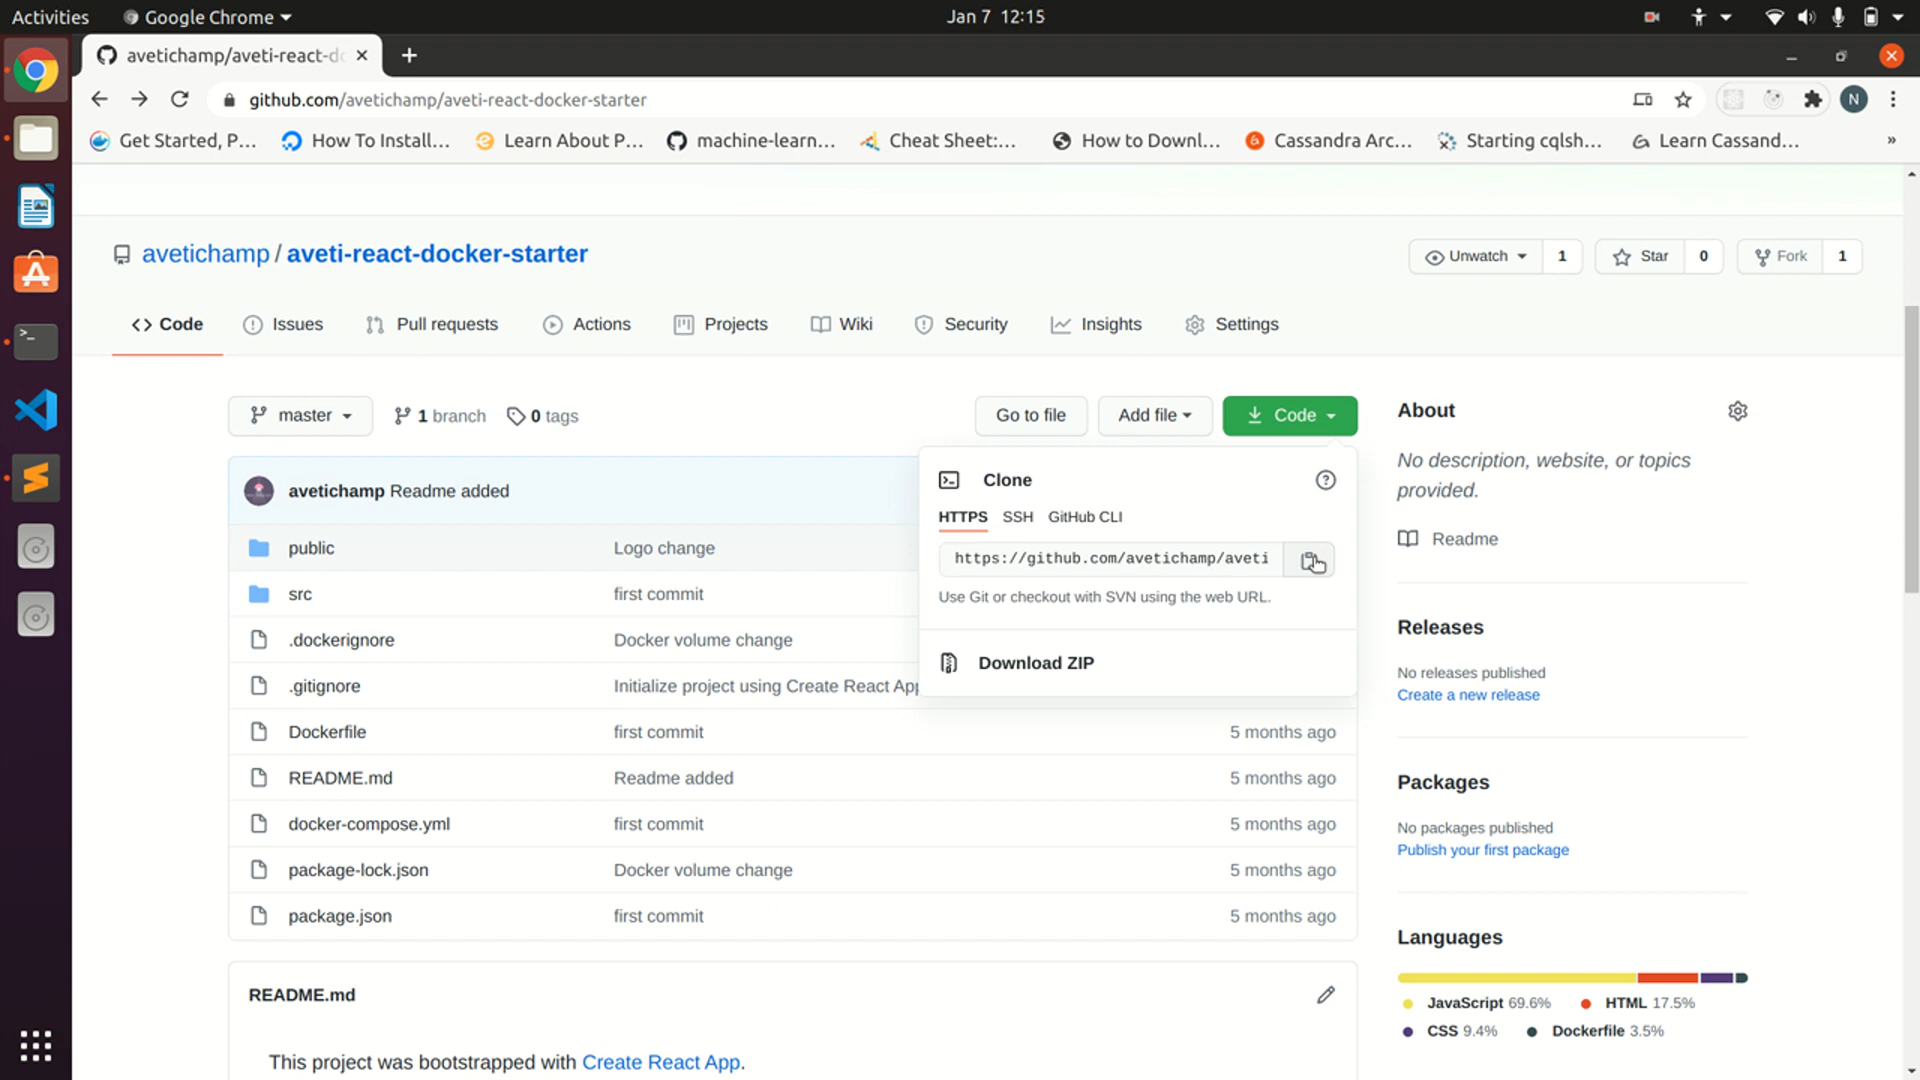 Activities Google Chrome Jan 7 12:15
avetichamp/aveti-react-do
github.com/avetichamp/aveti-react-docker-starter N
Get Started, P... How To Install... Learn About P... machine-learn... Cheat Sheet:... How to Downl... Cassandra Arc... Starting cqlsh... Learn Cassand... »
avetichamp / aveti-react-docker-starter Unwatch 1 Star 0 Fork 1
Code Issues Pull requests Actions Projects Wiki Security Insights Settings
master 1 branch 0 tags Go to file Add file Code About
No description, website, or topics
provided.
Readme
Clone
HTTPS SSH GitHub CLI
https://github.com/avetichamp/aveti
Use Git or checkout with SVN using the web URL.
Download ZIP
avetichamp Readme added
public Logo change
src first commit
.dockerignore Docker volume change
.gitignore Initialize project using Create React App
Dockerfile first commit 5 months ago
README.md Readme added 5 months ago
docker-compose.yml first commit 5 months ago
package-lock.json Docker volume change 5 months ago
package.json first commit 5 months ago
Releases
No releases published
Create a new release
Packages
No packages published
Publish your first package
Languages
JavaScript 69.6% HTML 17.5%
CSS 9.4% Dockerfile 3.5%
README.md
This project was bootstrapped with Create React App.